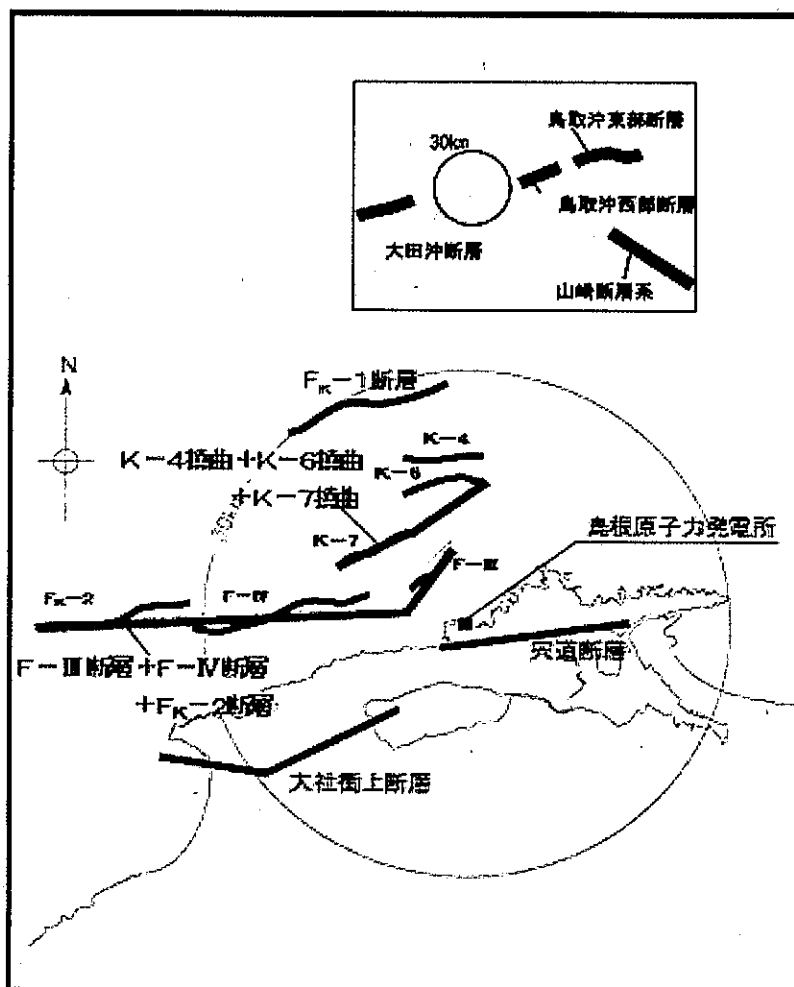 30km
鳥取沖東部断層
鳥取沖西部断層
大田沖断層
山崎断層系
N
FK-1断層
K-4撓曲+K-6撓曲
+K-7撓曲
K-4
K-6
K-7
30km
島根原子力発電所
F-Ⅲ
FK-2
F-Ⅳ
F-Ⅲ断層+F-Ⅳ断層
+FK-2断層
宍道断層
大社衝上断層